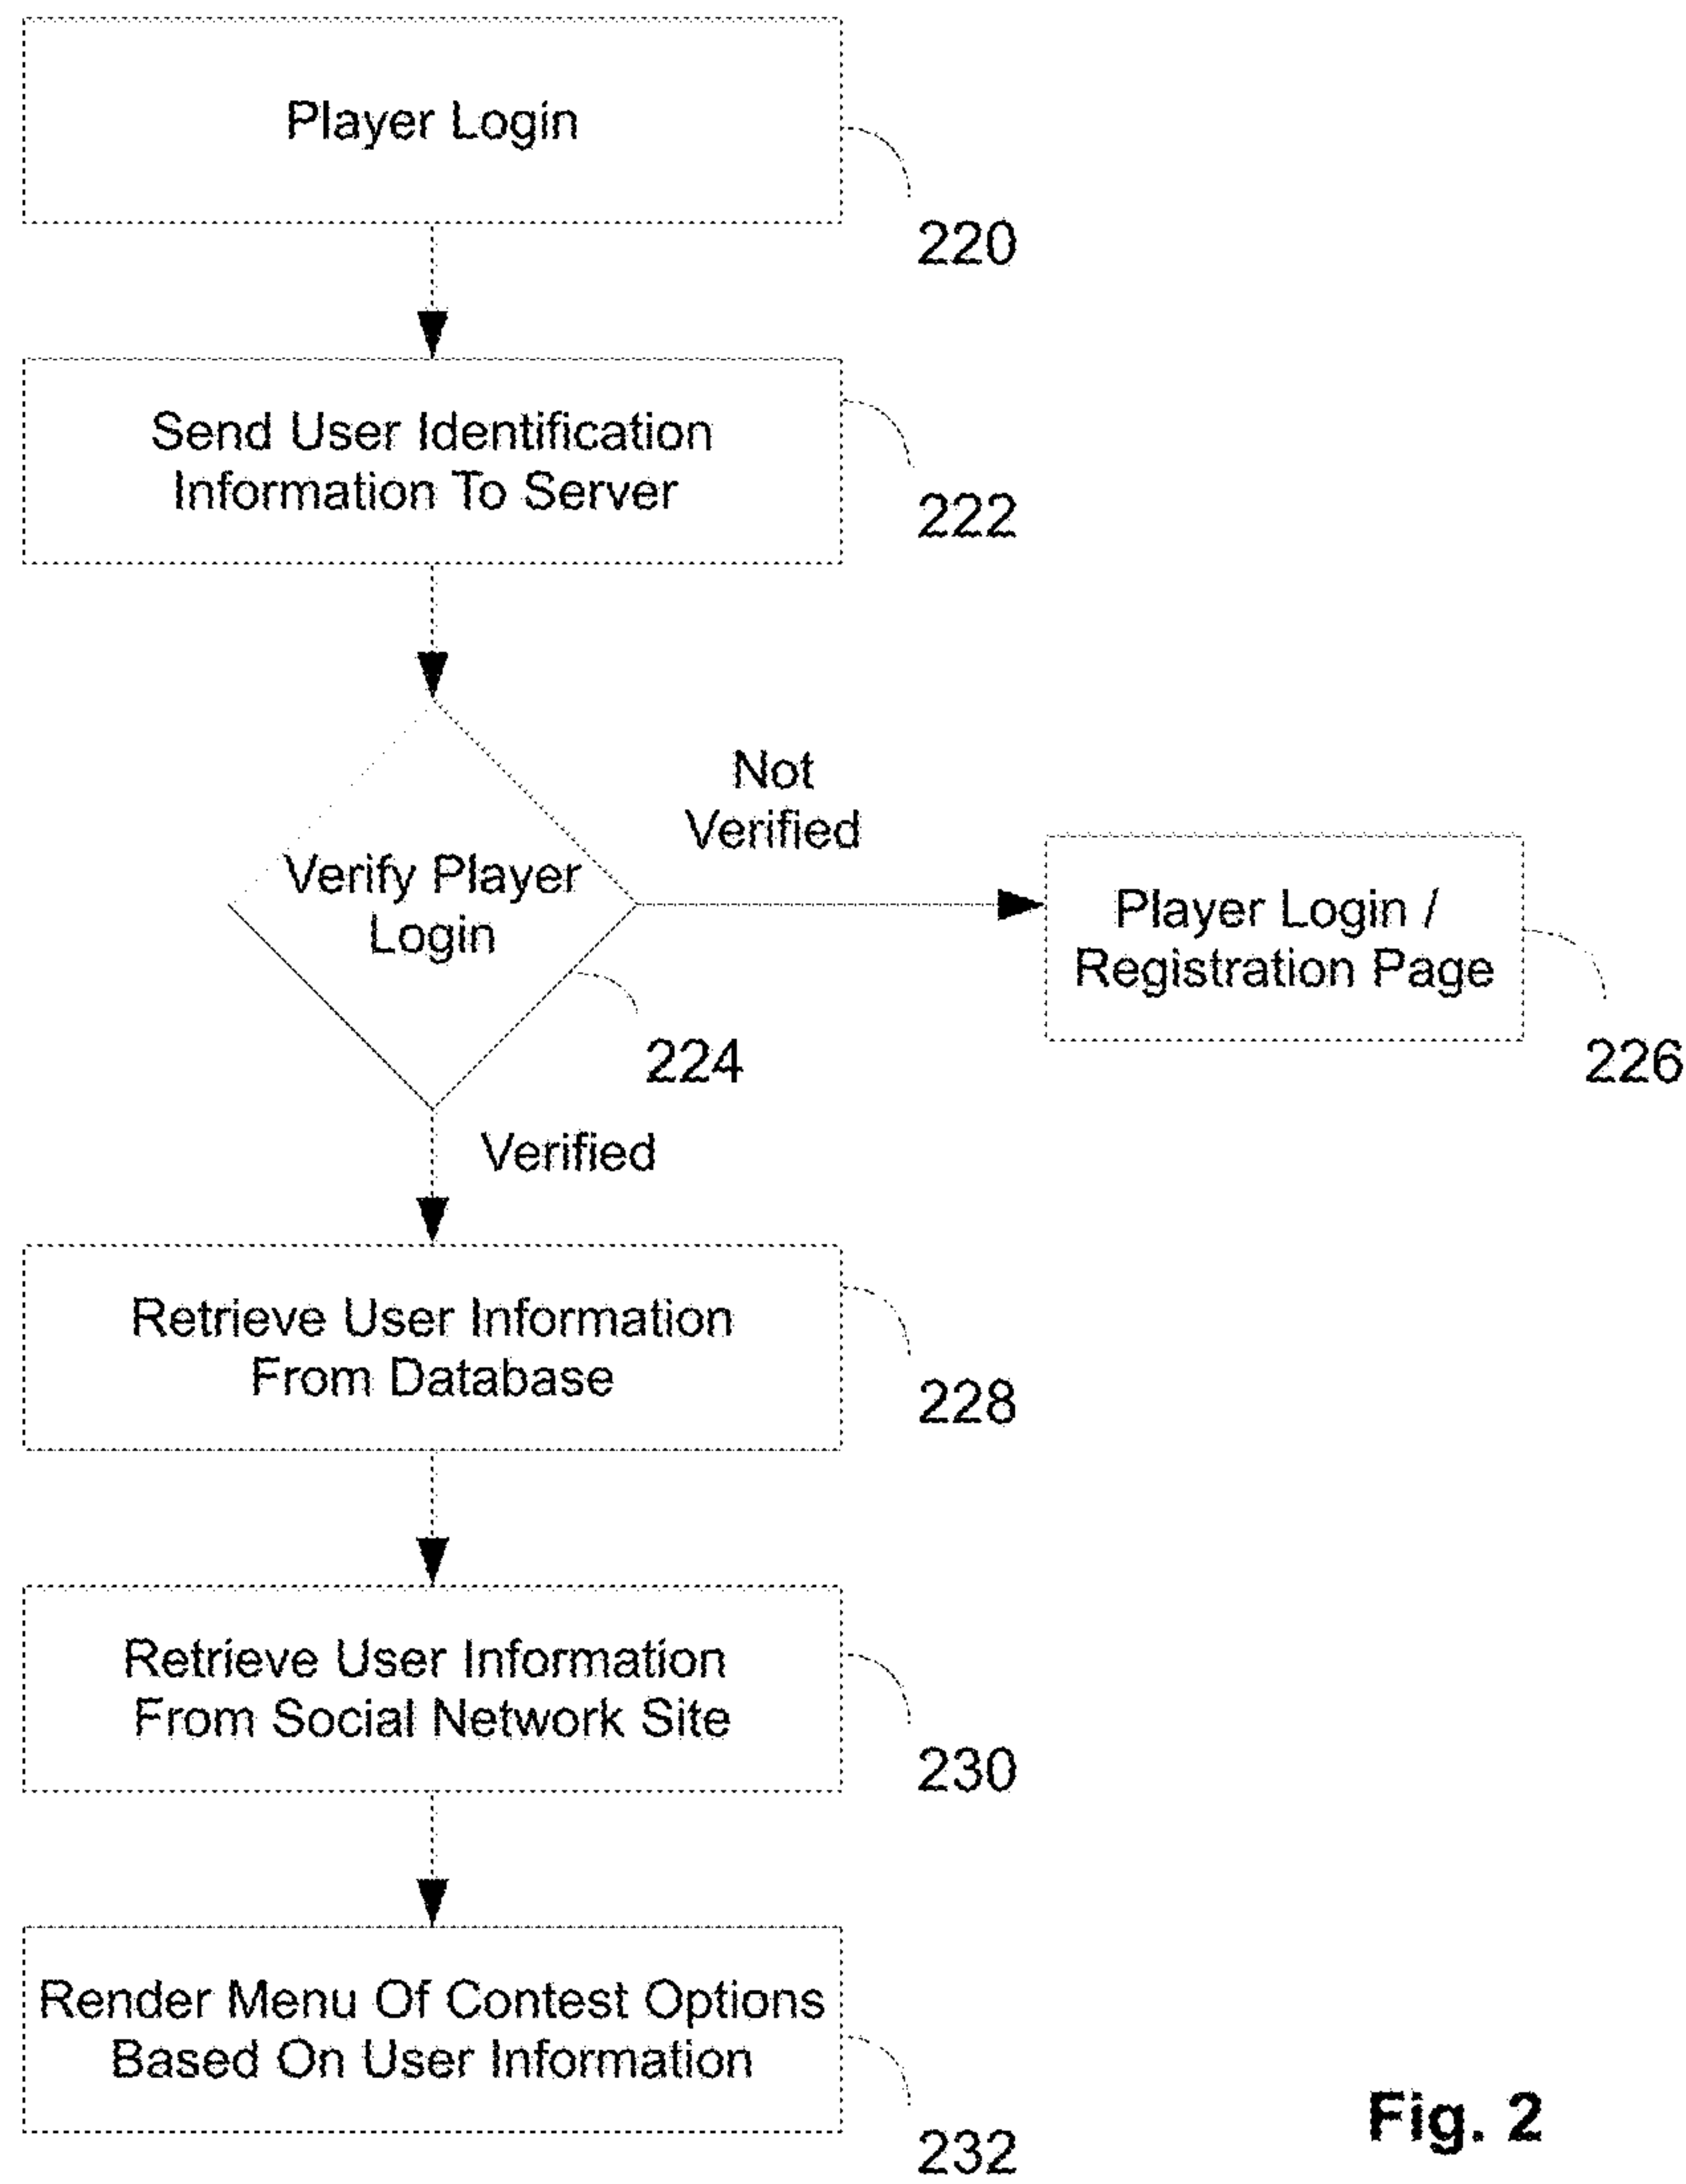 Player Login
220
Send User Identification
Information To Server
222
Not
Verified
Verify Player
Login
224
Player Login /
Registration Page
226
Verified
Retrieve User Information
From Database
228
Retrieve User Information
From Social Network Site
230
Render Menu Of Contest Options
Based On User Information
232
Fig. 2